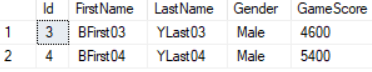 Id FirstName LastName Gender GameScore
1 3 BFirst03 YLast03 Male 4600
2 4 BFirst04 YLast04 Male 5400